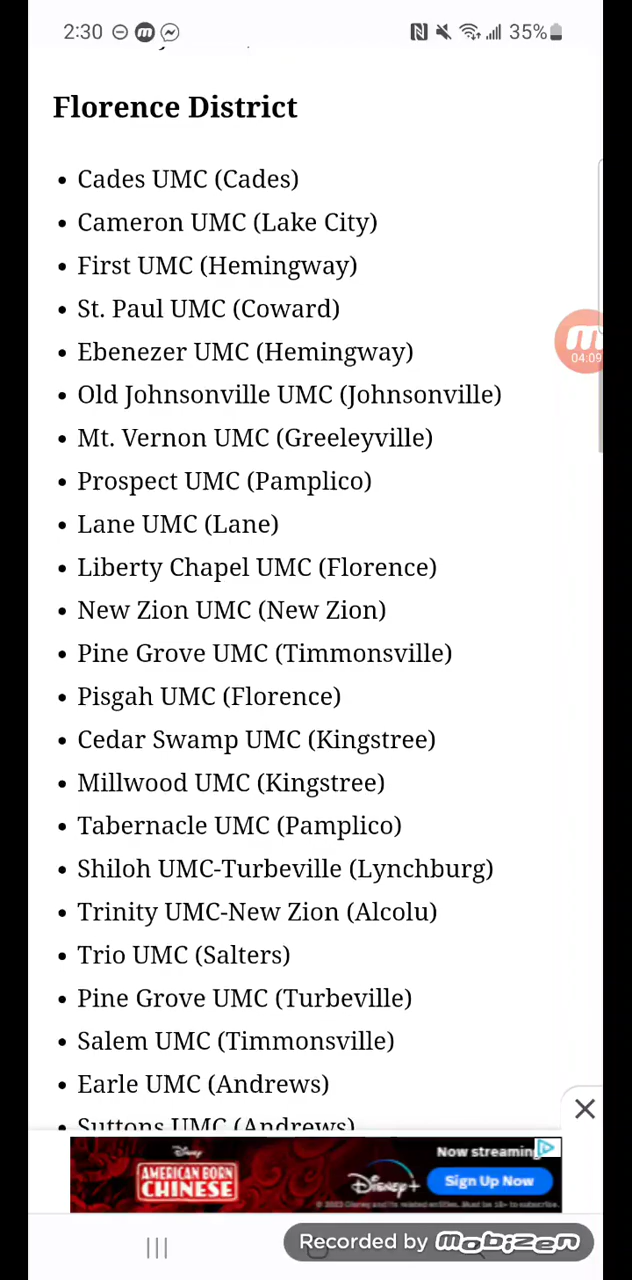 2:30 35%
Florence District
• Cades UMC (Cades)
• Cameron UMC (Lake City)
• First UMC (Hemingway)
• St. Paul UMC (Coward)
m
04:09
• Ebenezer UMC (Hemingway)
• Old Johnsonville UMC (Johnsonville)
• Mt. Vernon UMC (Greeleyville)
• Prospect UMC (Pamplico)
• Lane UMC (Lane)
• Liberty Chapel UMC (Florence)
• New Zion UMC (New Zion)
• Pine Grove UMC (Timmonsville)
• Pisgah UMC (Florence)
• Cedar Swamp UMC (Kingstree)
• Millwood UMC (Kingstree)
• Tabernacle UMC (Pamplico)
• Shiloh UMC-Turbeville (Lynchburg)
• Trinity UMC-New Zion (Alcolu)
• Trio UMC (Salters)
• Pine Grove UMC (Turbeville)
• Salem UMC (Timmonsville)
• Earle UMC (Andrews)
• Suttons UMC (Andrews)
Disney
AMERICAN BORN
CHINESE
Disney+
Now streaming
Sign Up Now
Recorded by mobizen